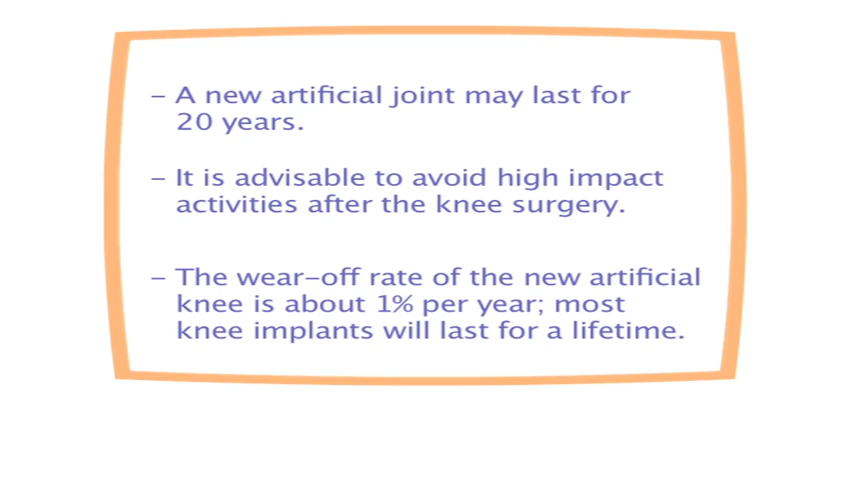 – A new artificial joint may last for
20 years.
– It is advisable to avoid high impact
activities after the knee surgery.
– The wear-off rate of the new artificial
knee is about 1% per year; most
knee implants will last for a lifetime.